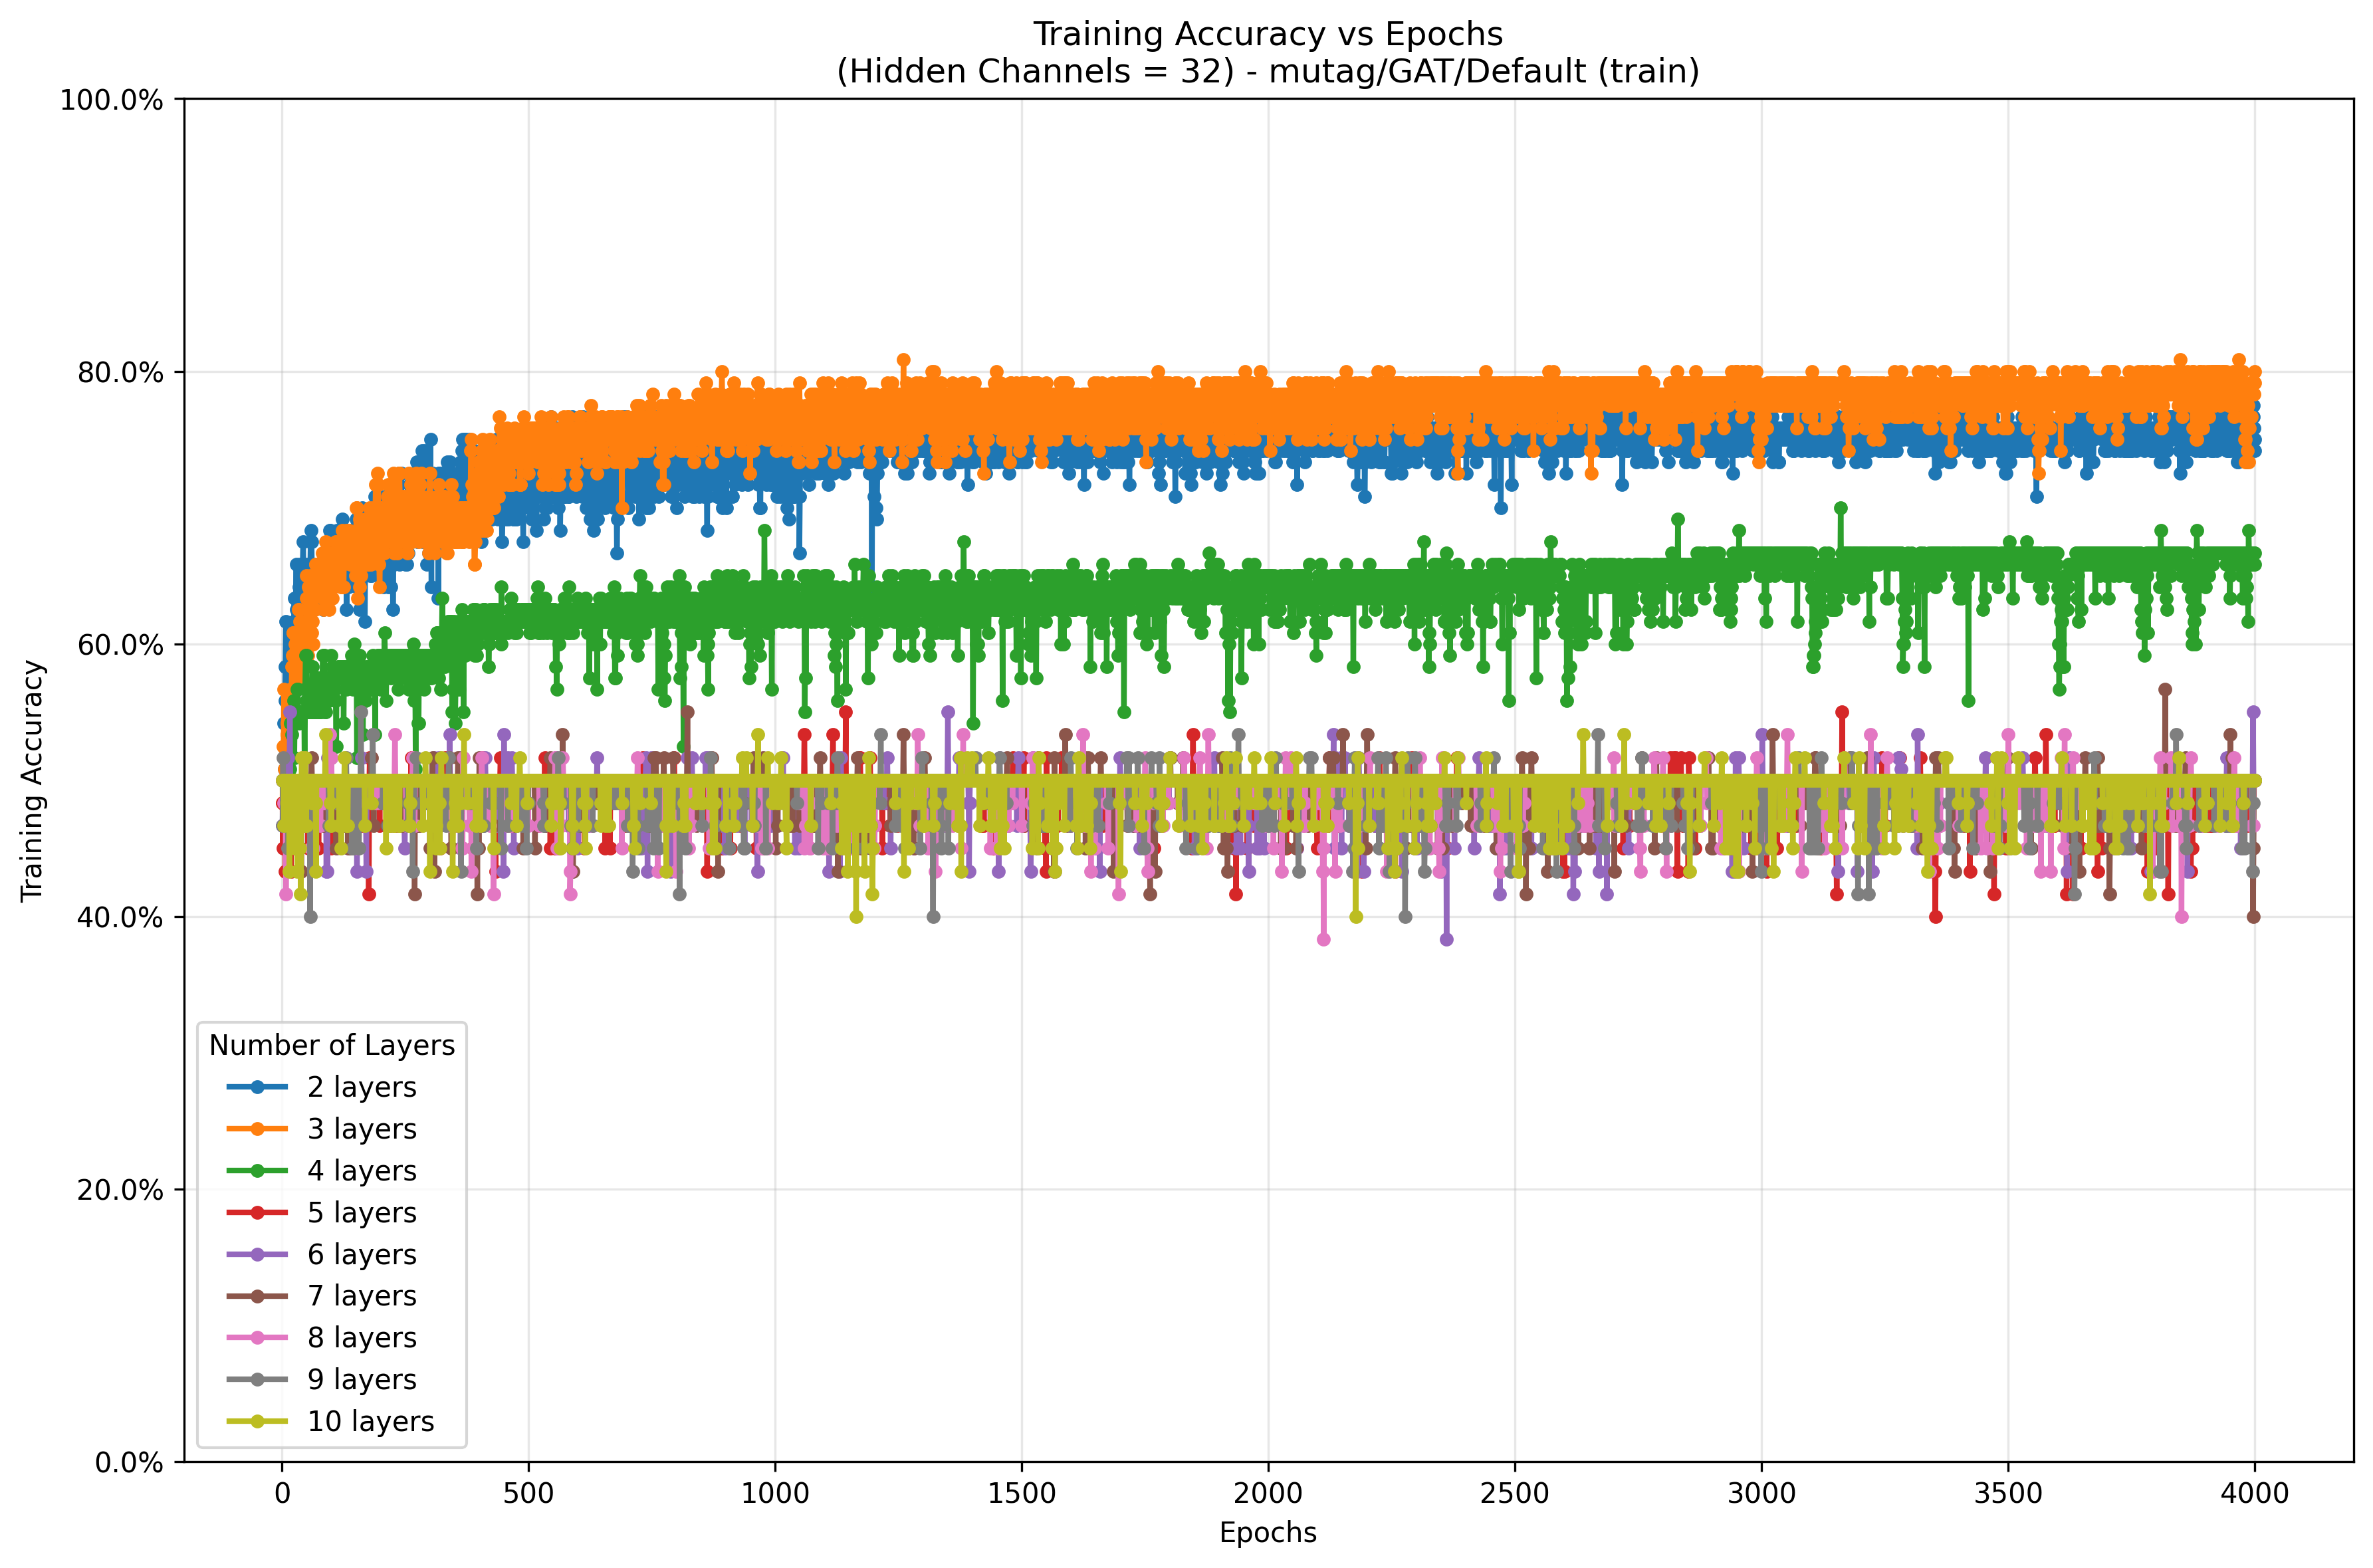 Training Accuracy vs Epochs
(Hidden Channels = 32) - mutag/GAT/Default (train)
Training Accuracy
100.0%
80.0%
60.0%
40.0%
20.0%
0.0%
Number of Layers
2 layers
3 layers
4 layers
5 layers
6 layers
7 layers
8 layers
9 layers
10 layers
0 500 1000 1500 2000 2500 3000 3500 4000
Epochs